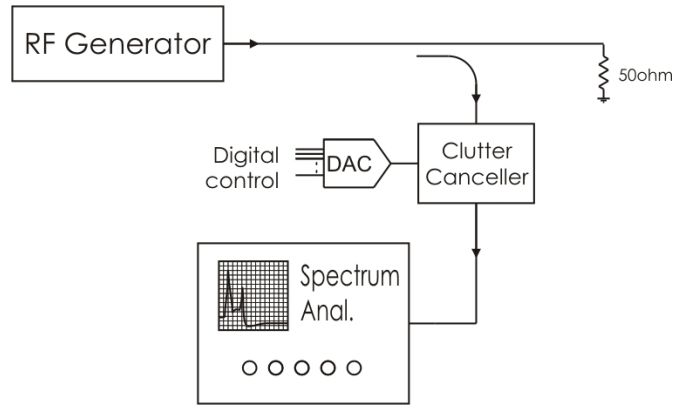 RF Generator
50ohm
Digital
control
DAC
Clutter
Canceller
Spectrum
Anal.